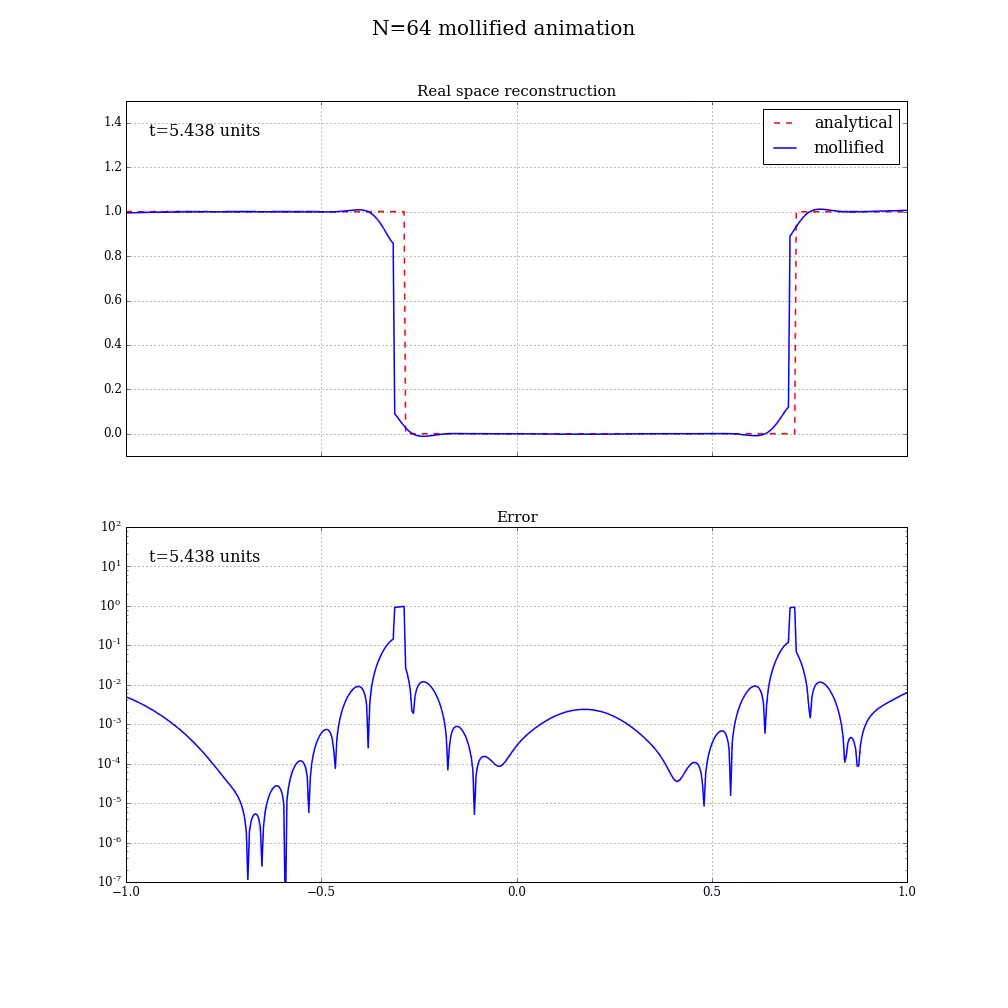 N=64 mollified animation
Real space reconstruction
t=5.438 units
analytical
mollified
1.4
1.2
1.0
0.8
0.6
0.4
0.2
0.0
Error
t=5.438 units
10²
10¹
10⁰
10⁻¹
10⁻²
10⁻³
10⁻⁴
10⁻⁵
10⁻⁶
10⁻⁷
−1.0 −0.5 0.0 0.5 1.0